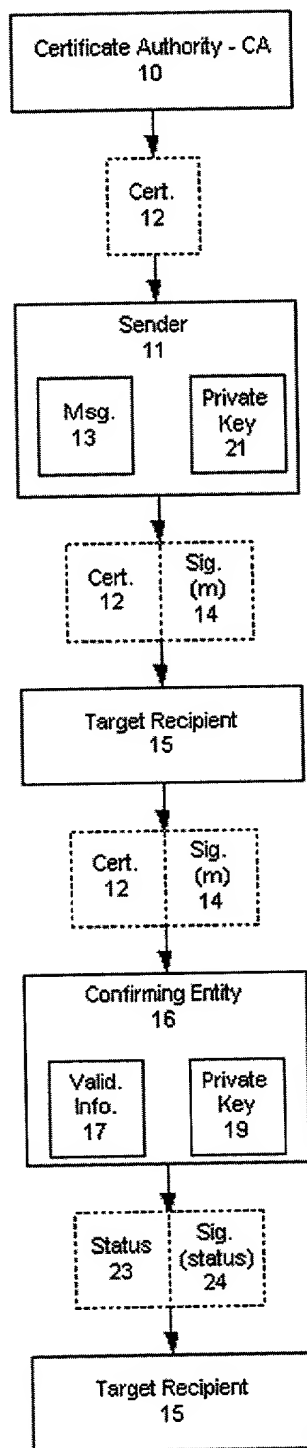 Certificate Authority - CA
10
Cert.
12
Sender
11
Msg.
13
Private
Key
21
Cert.
12
Sig.
(m)
14
Target Recipient
15
Cert.
12
Sig.
(m)
14
Confirming Entity
16
Valid.
Info.
17
Private
Key
19
Status
23
Sig.
(status)
24
Target Recipient
15